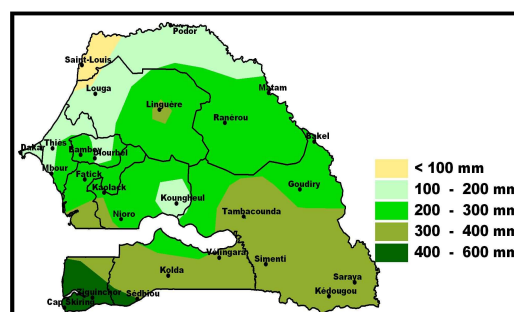 Podor
Saint-Louis
Louga
Matam
Linguère
Ranérou
Bakel
Thiès
Dakar
Bambey
Diourbel
Mbour
Fatick
Goudiry
Kaolack
Koungheul
Nioro
Tambacounda
Vélingara
Simenti
Kolda
Saraya
Ziguinchor
Sédhiou
Kédougou
Cap Skiring
< 100 mm
100 - 200 mm
200 - 300 mm
300 - 400 mm
400 - 600 mm